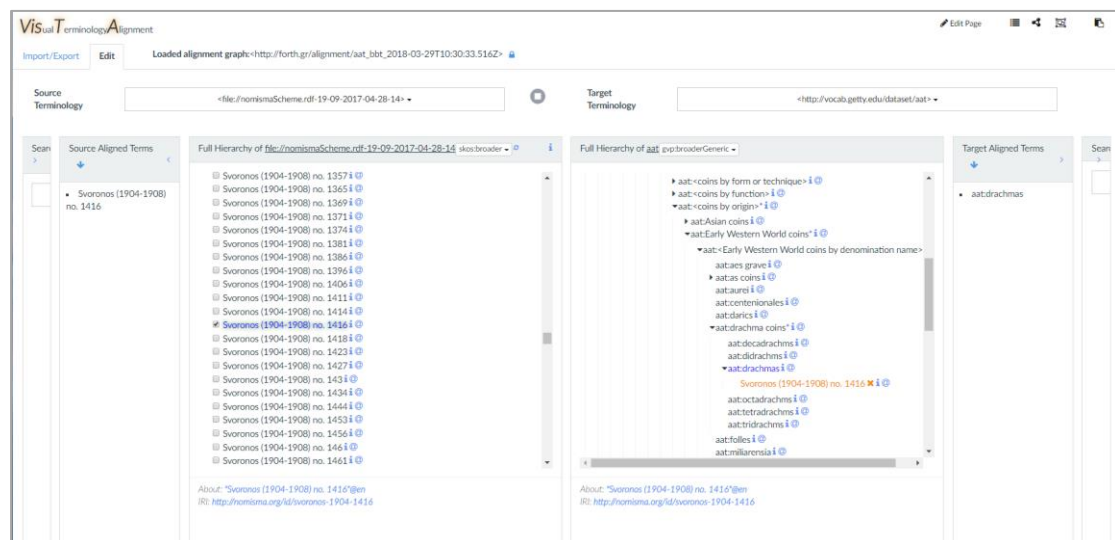 VISual Terminology Alignment
Edit Page
Import/Export
Edit
Loaded alignment graph:<http://forth.gr/alignment/aat_bbt_2018-03-29T10:30:33.516Z>
Source
Terminology
<file://nomismaScheme.rdf-19-09-2017-04-28-14>
Target
Terminology
<http://vocab.getty.edu/dataset/aat>
Sear
Source Aligned Terms
Svoronos (1904-1908)
no. 1416
Full Hierarchy of file://nomismaScheme.rdf-19-09-2017-04-28-14 skos:broader
Svoronos (1904-1908) no. 1357 i @
Svoronos (1904-1908) no. 1365 i @
Svoronos (1904-1908) no. 1369 i @
Svoronos (1904-1908) no. 1371 i @
Svoronos (1904-1908) no. 1374 i @
Svoronos (1904-1908) no. 1381 i @
Svoronos (1904-1908) no. 1386 i @
Svoronos (1904-1908) no. 1396 i @
Svoronos (1904-1908) no. 1406 i @
Svoronos (1904-1908) no. 1411 i @
Svoronos (1904-1908) no. 1414 i @
Svoronos (1904-1908) no. 1416 i @
Svoronos (1904-1908) no. 1418 i @
Svoronos (1904-1908) no. 1423 i @
Svoronos (1904-1908) no. 1427 i @
Svoronos (1904-1908) no. 143 i @
Svoronos (1904-1908) no. 1434 i @
Svoronos (1904-1908) no. 1444 i @
Svoronos (1904-1908) no. 1453 i @
Svoronos (1904-1908) no. 1456 i @
Svoronos (1904-1908) no. 146 i @
Svoronos (1904-1908) no. 1461 i @
About: "Svoronos (1904-1908) no. 1416"@en
IRI: http://nomisma.org/id/svoronos-1904-1416
Full Hierarchy of aat gvp:broaderGeneric
aat:<coins by form or technique> i @
aat:<coins by function> i @
aat:<coins by origin>* i @
aat:Asian coins i @
aat:Early Western World coins* i @
aat:<Early Western World coins by denomination name>
aat:aes grave i @
aat:as coins i @
aat:aurei i @
aat:centenionales i @
aat:darics i @
aat:drachma coins* i @
aat:decadrachms i @
aat:didrachms i @
aat:drachmas i @
Svoronos (1904-1908) no. 1416 ✖ i @
aat:octadrachms i @
aat:tetradrachms i @
aat:tridrachms i @
aat:folles i @
aat:miliarensia i @
About: "Svoronos (1904-1908) no. 1416"@en
IRI: http://nomisma.org/id/svoronos-1904-1416
Target Aligned Terms
aat:drachmas
Sear